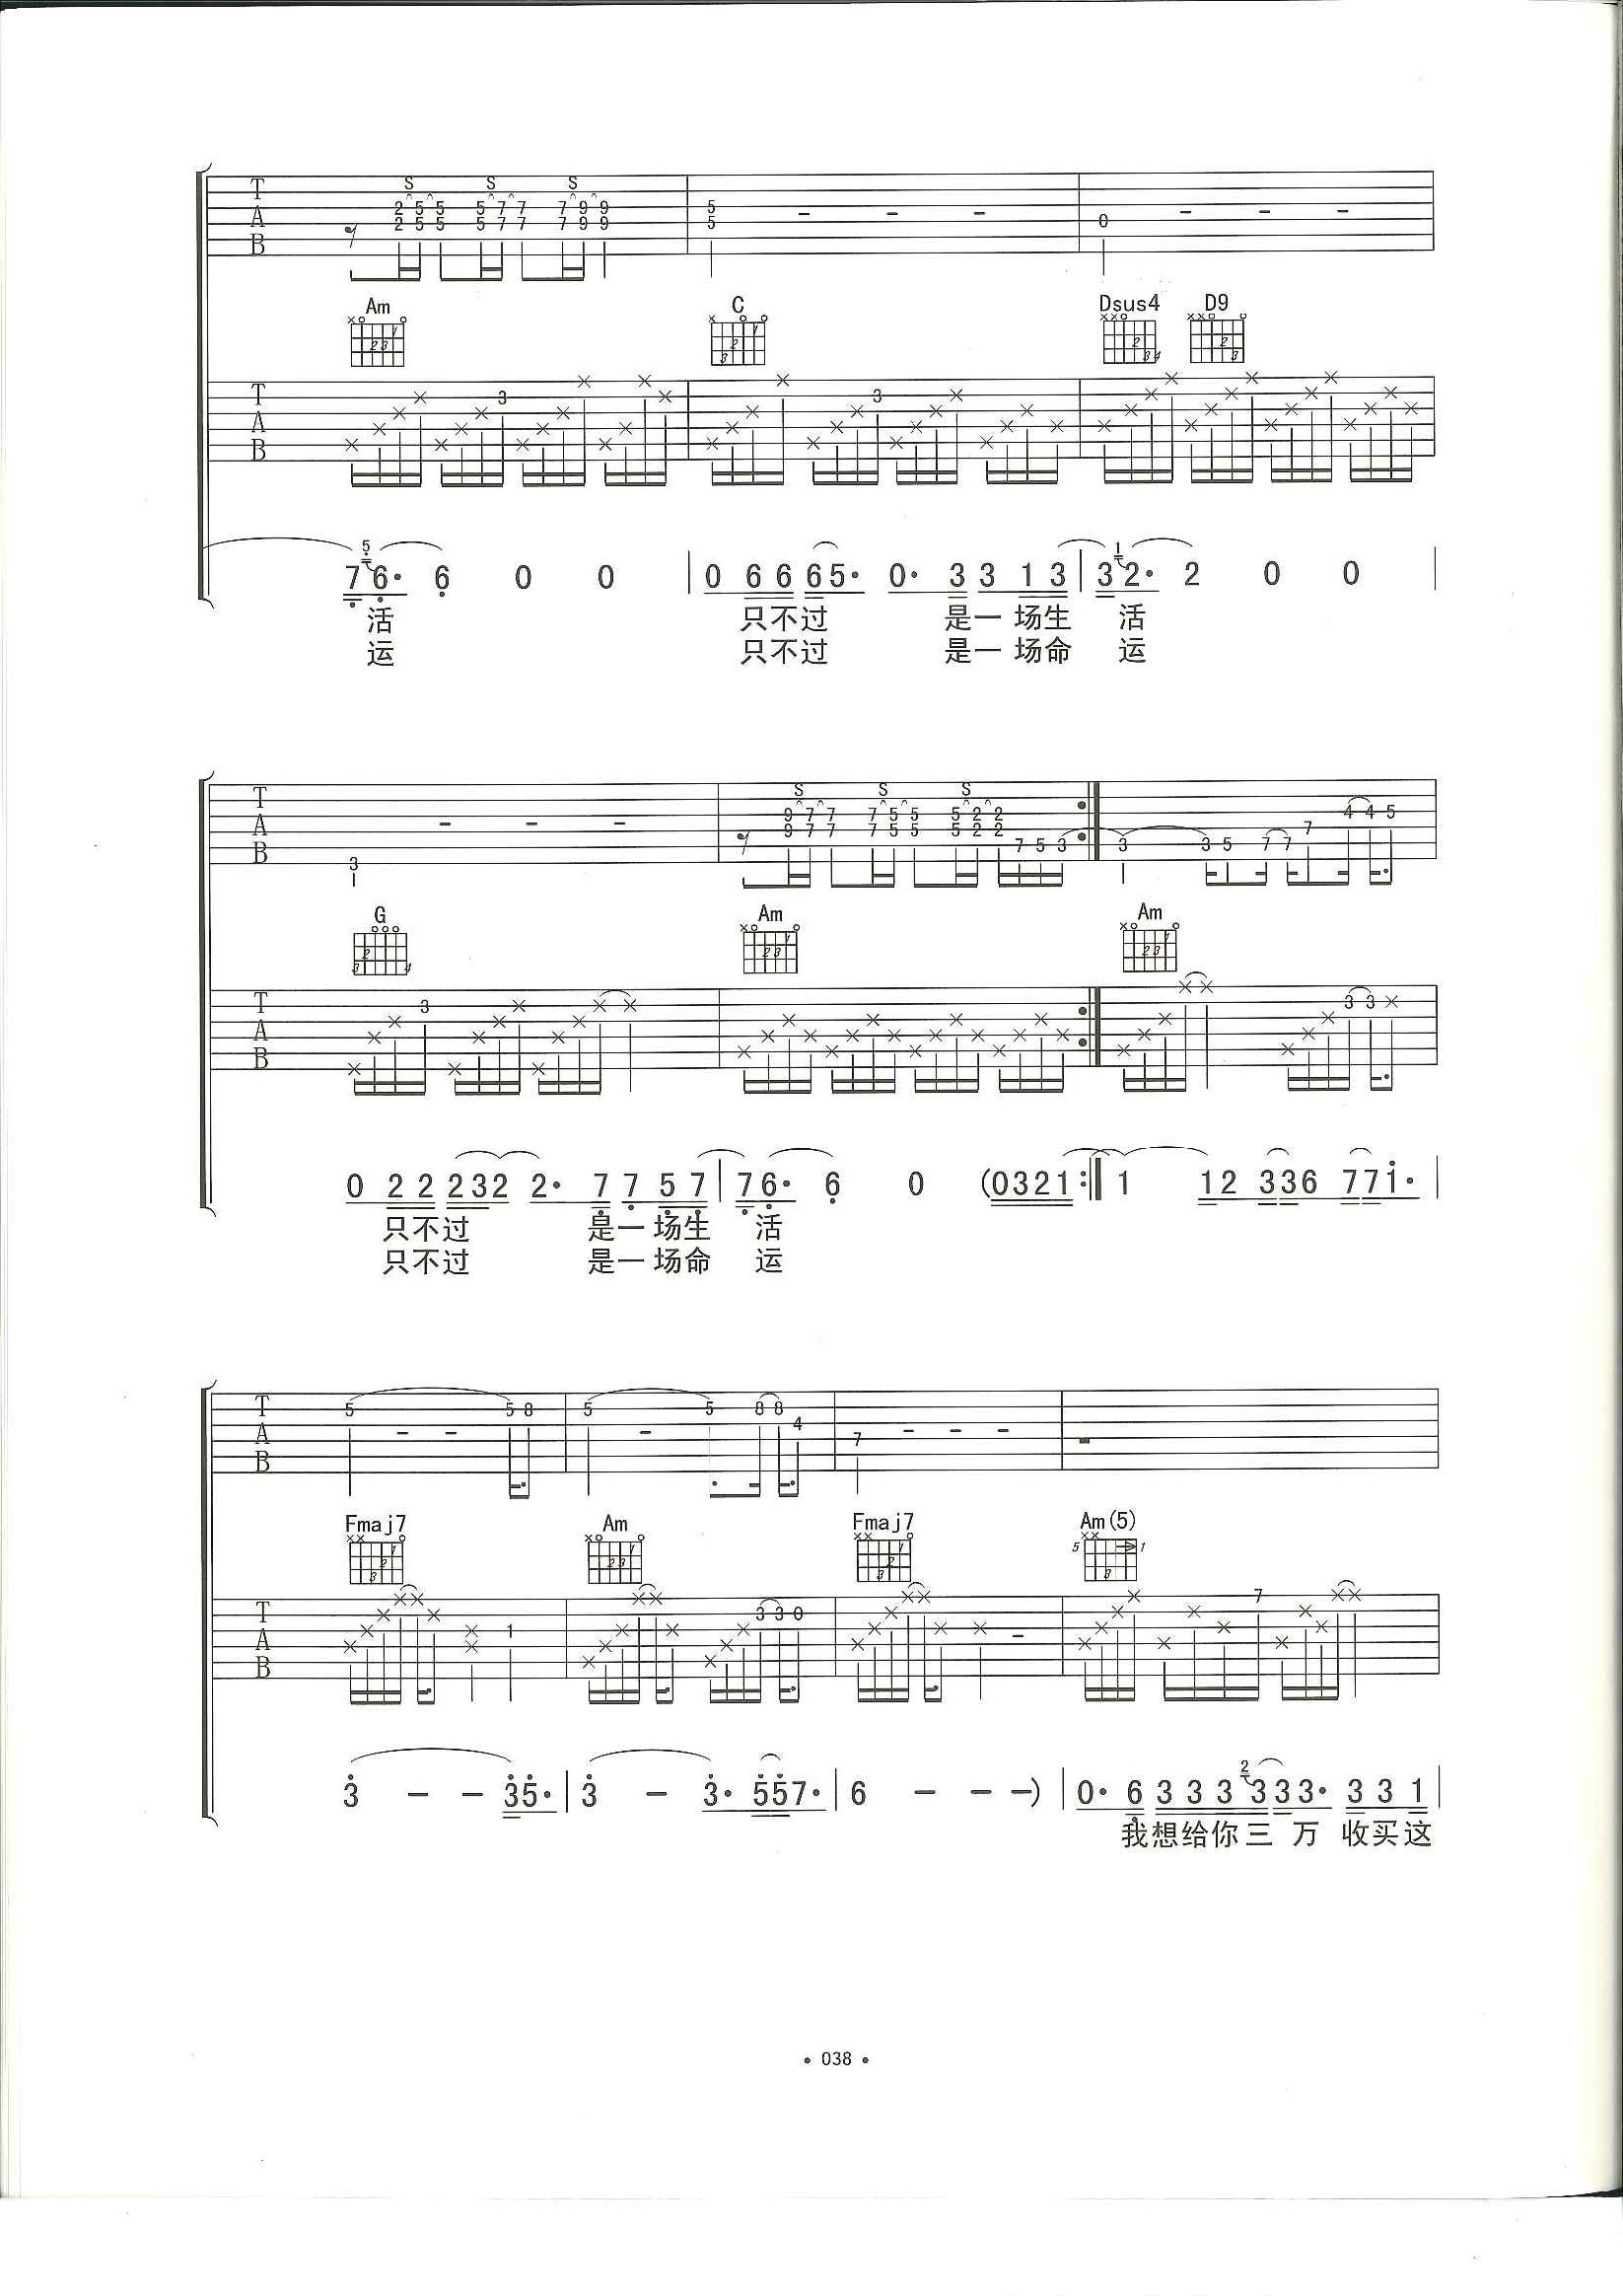 S S S
T A B 2 2 5 5 5 5 5 5 7 7 7 7 7 7 9 9 9 9 5 5 - - - 0 - - -
Am C Dsus4 D9
T A B 3 3
5 1
7 6· 6 0 0 | 0 6 6 6 5· 0· 3 3 1 3 | 3 2· 2 0 0 |
活 只不过 是一 场生 活
运 只不过 是一 场命 运
S S S
T A B 3 - - - 9 9 7 7 7 7 7 7 5 5 5 5 5 5 2 2 2 2 7 5 3 3 3 5 7 7 7 4 4 5
G Am Am
T A B 3 3 3
0 2 2 2 3 2 2· 7 7 5 7 | 7 6· 6 0 (0 3 2 1 :‖ 1 1 2 3 3 6 7 7 1· |
只不过 是一 场生 活
只不过 是一 场命 运
T A B 5 - - 5 8 5 - 5 8 8 4 7 - - -
Fmaj7 Am Fmaj7 Am(5)
5 1
T A B 1 3 3 0 - 7
2
3 - - 3 5· | 3 - 3· 5 5 7· | 6 - - -) | 0· 6 3 3 3 3 3 3· 3 3 1 |
我想给你三 万 收买这
• 038 •